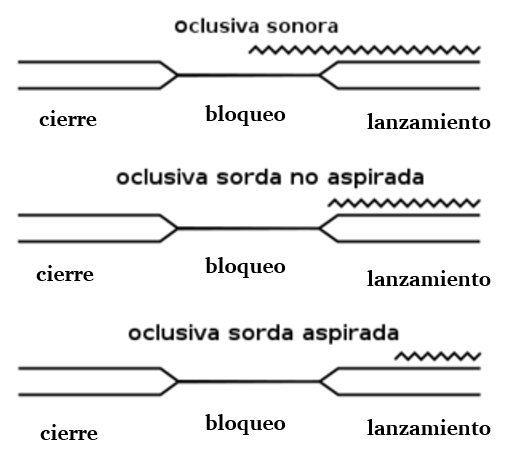 oclusiva sonora
cierre bloqueo lanzamiento
oclusiva sorda no aspirada
cierre bloqueo lanzamiento
oclusiva sorda aspirada
cierre bloqueo lanzamiento